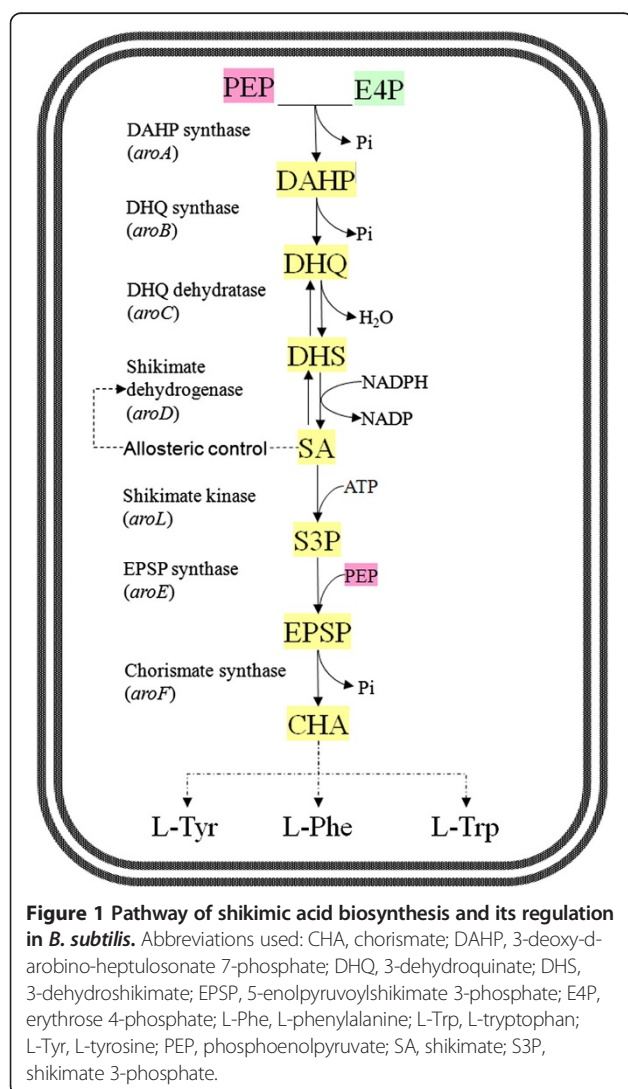 PEP E4P
DAHP synthase
(aroA)
Pi
DAHP
DHQ synthase
(aroB)
Pi
DHQ
DHQ dehydratase
(aroC)
H₂O
DHS
Shikimate
dehydrogenase
(aroD)
NADPH
NADP
Allosteric control
SA
Shikimate kinase
(aroL)
ATP
S3P
EPSP synthase
(aroE)
PEP
EPSP
Chorismate synthase
(aroF)
Pi
CHA
L-Tyr L-Phe L-Trp
Figure 1 Pathway of shikimic acid biosynthesis and its regulation
in B. subtilis. Abbreviations used: CHA, chorismate; DAHP, 3-deoxy-d-
arobino-heptulosonate 7-phosphate; DHQ, 3-dehydroquinate; DHS,
3-dehydroshikimate; EPSP, 5-enolpyruvoylshikimate 3-phosphate; E4P,
erythrose 4-phosphate; L-Phe, L-phenylalanine; L-Trp, L-tryptophan;
L-Tyr, L-tyrosine; PEP, phosphoenolpyruvate; SA, shikimate; S3P,
shikimate 3-phosphate.